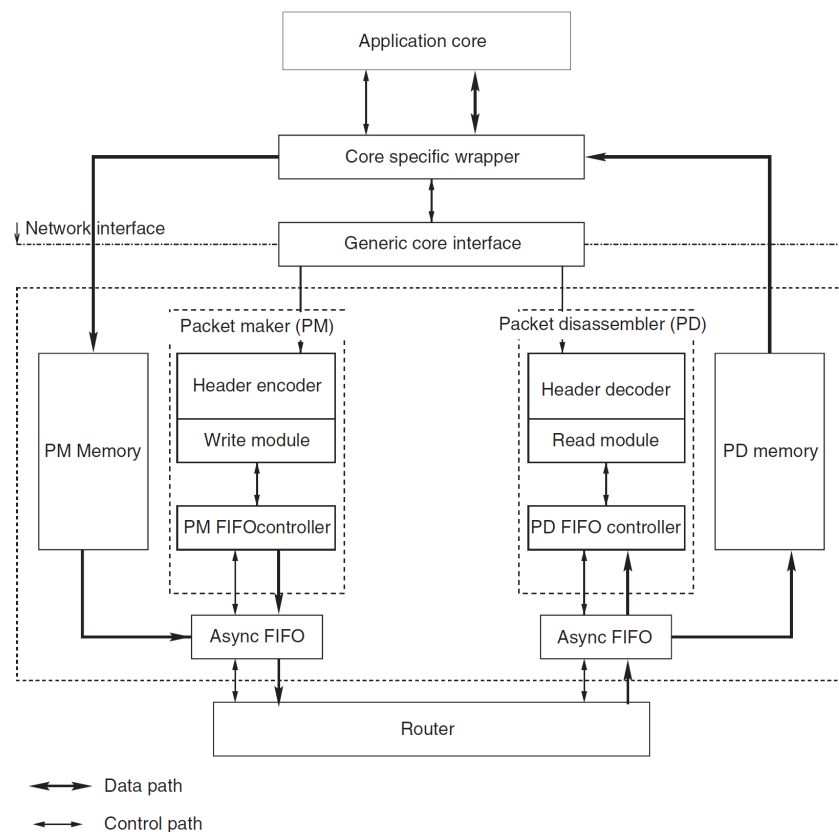 Application core
Core specific wrapper
Network interface
Generic core interface
Packet maker (PM)
Packet disassembler (PD)
Header encoder
Header decoder
PM Memory
Write module
Read module
PD memory
PM FIFOcontroller
PD FIFO controller
Async FIFO
Async FIFO
Router
Data path
Control path